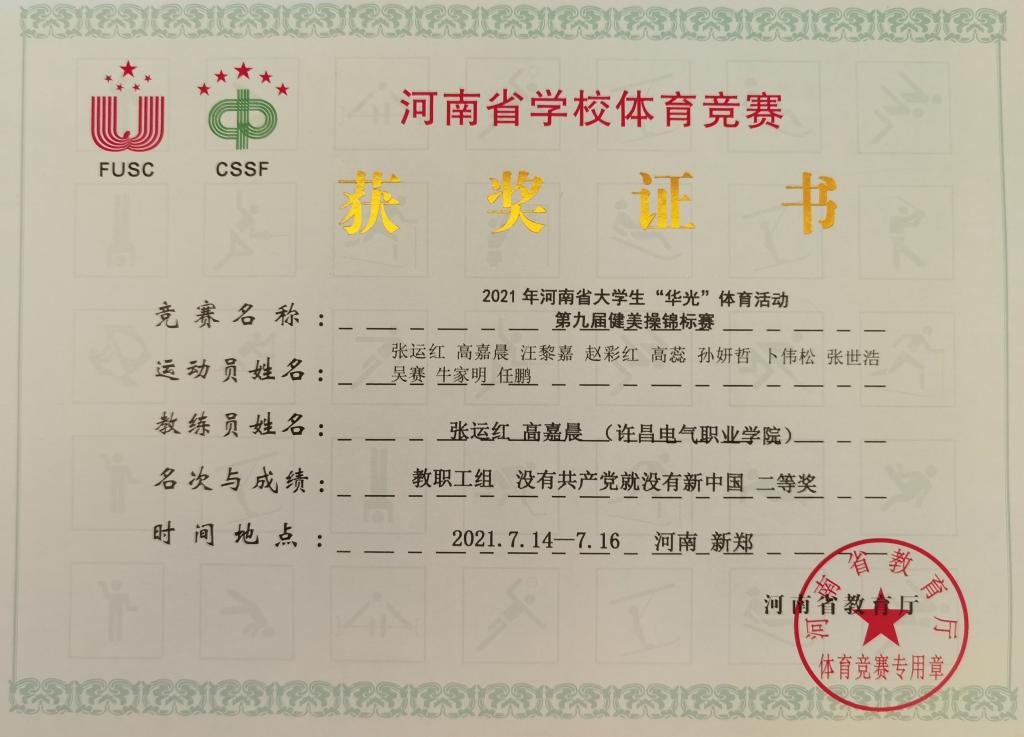 FUSC
CSSF
河南省学校体育竞赛
获奖证书
竞赛名称：2021年河南省大学生“华光”体育活动
第九届健美操锦标赛
运动员姓名：张运红 高嘉晨 汪黎嘉 赵彩红 高蕊 孙妍哲 卜伟松 张世浩
吴赛 牛家明 任鹏
教练员姓名：张运红 高嘉晨 （许昌电气职业学院）
名次与成绩：教职工组 没有共产党就没有新中国 二等奖
时间地点：2021.7.14—7.16 河南 新郑
河南省教育厅
河南省教育厅
体育竞赛专用章